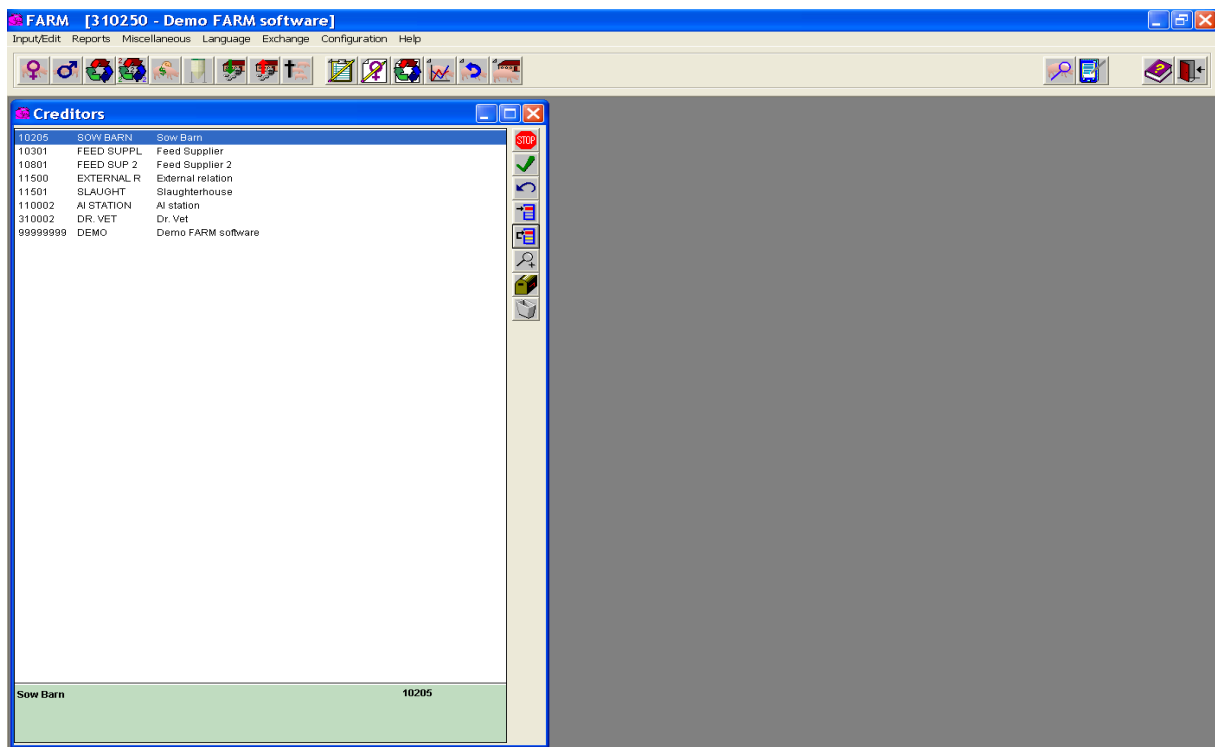 FARM [310250 - Demo FARM software]
Input/Edit Reports Miscellaneous Language Exchange Configuration Help
Creditors
10205 SOW BARN Sow Barn
10301 FEED SUPPL Feed Supplier
10801 FEED SUP 2 Feed Supplier 2
11500 EXTERNAL R External relation
11501 SLAUGHT Slaughterhouse
110002 AI STATION AI station
310002 DR. VET Dr. Vet
99999999 DEMO Demo FARM software
STOP
Sow Barn 10205